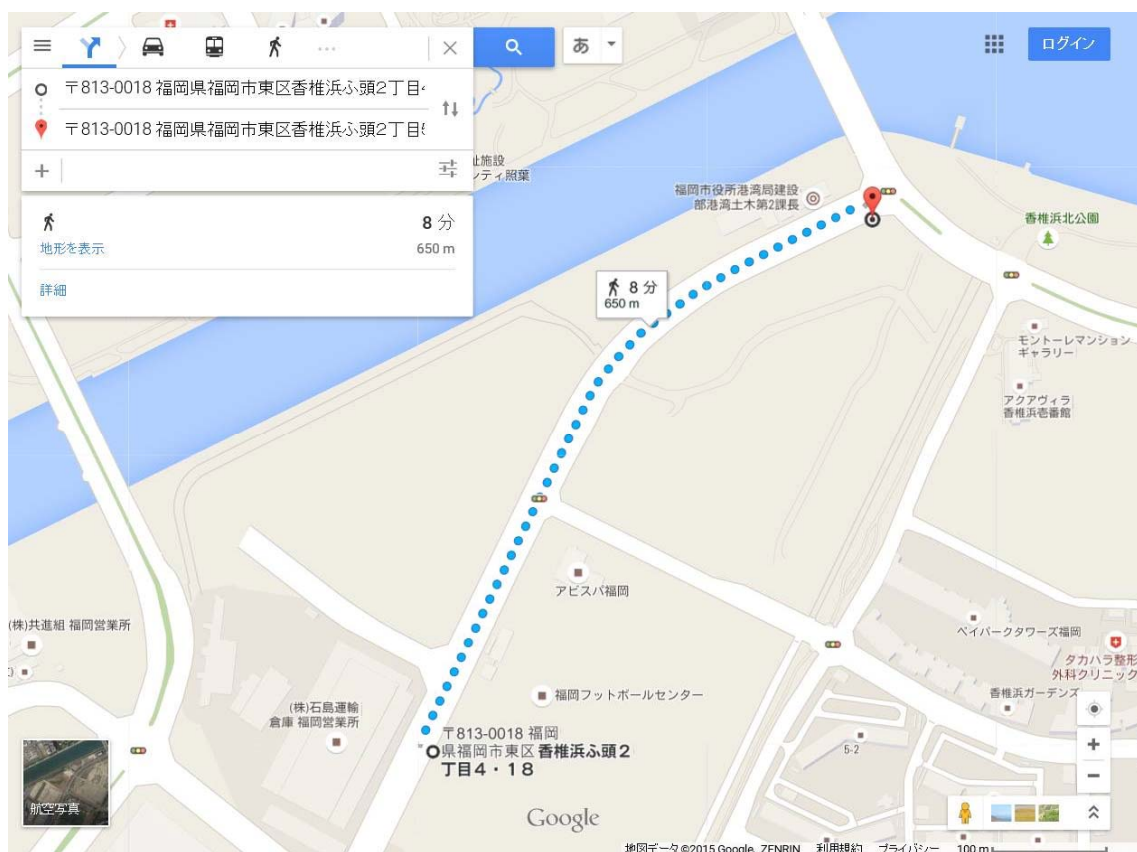 ログイン
あ
〒813-0018 福岡県福岡市東区香椎浜ふ頭2丁目
〒813-0018 福岡県福岡市東区香椎浜ふ頭2丁目
祉施設
ンティ照葉
8 分
地形を表示
650 m
詳細
福岡市役所港湾局建設
部港湾土木第2課長
香椎浜北公園
8 分
650 m
モントーレマンション
ギャラリー
アクアヴィラ
香椎浜壱番館
アビスパ福岡
(株)共進組 福岡営業所
ベイパークタワーズ福岡
タカハラ整形
外科クリニック
香椎浜ガーデンズ
(株)石島運輸
倉庫 福岡営業所
福岡フットボールセンター
〒813-0018 福岡
県福岡市東区香椎浜ふ頭2
丁目4・18
5-2
航空写真
Google
地図データ©2015 Google, ZENRIN 利用規約 プライバシー 100 m